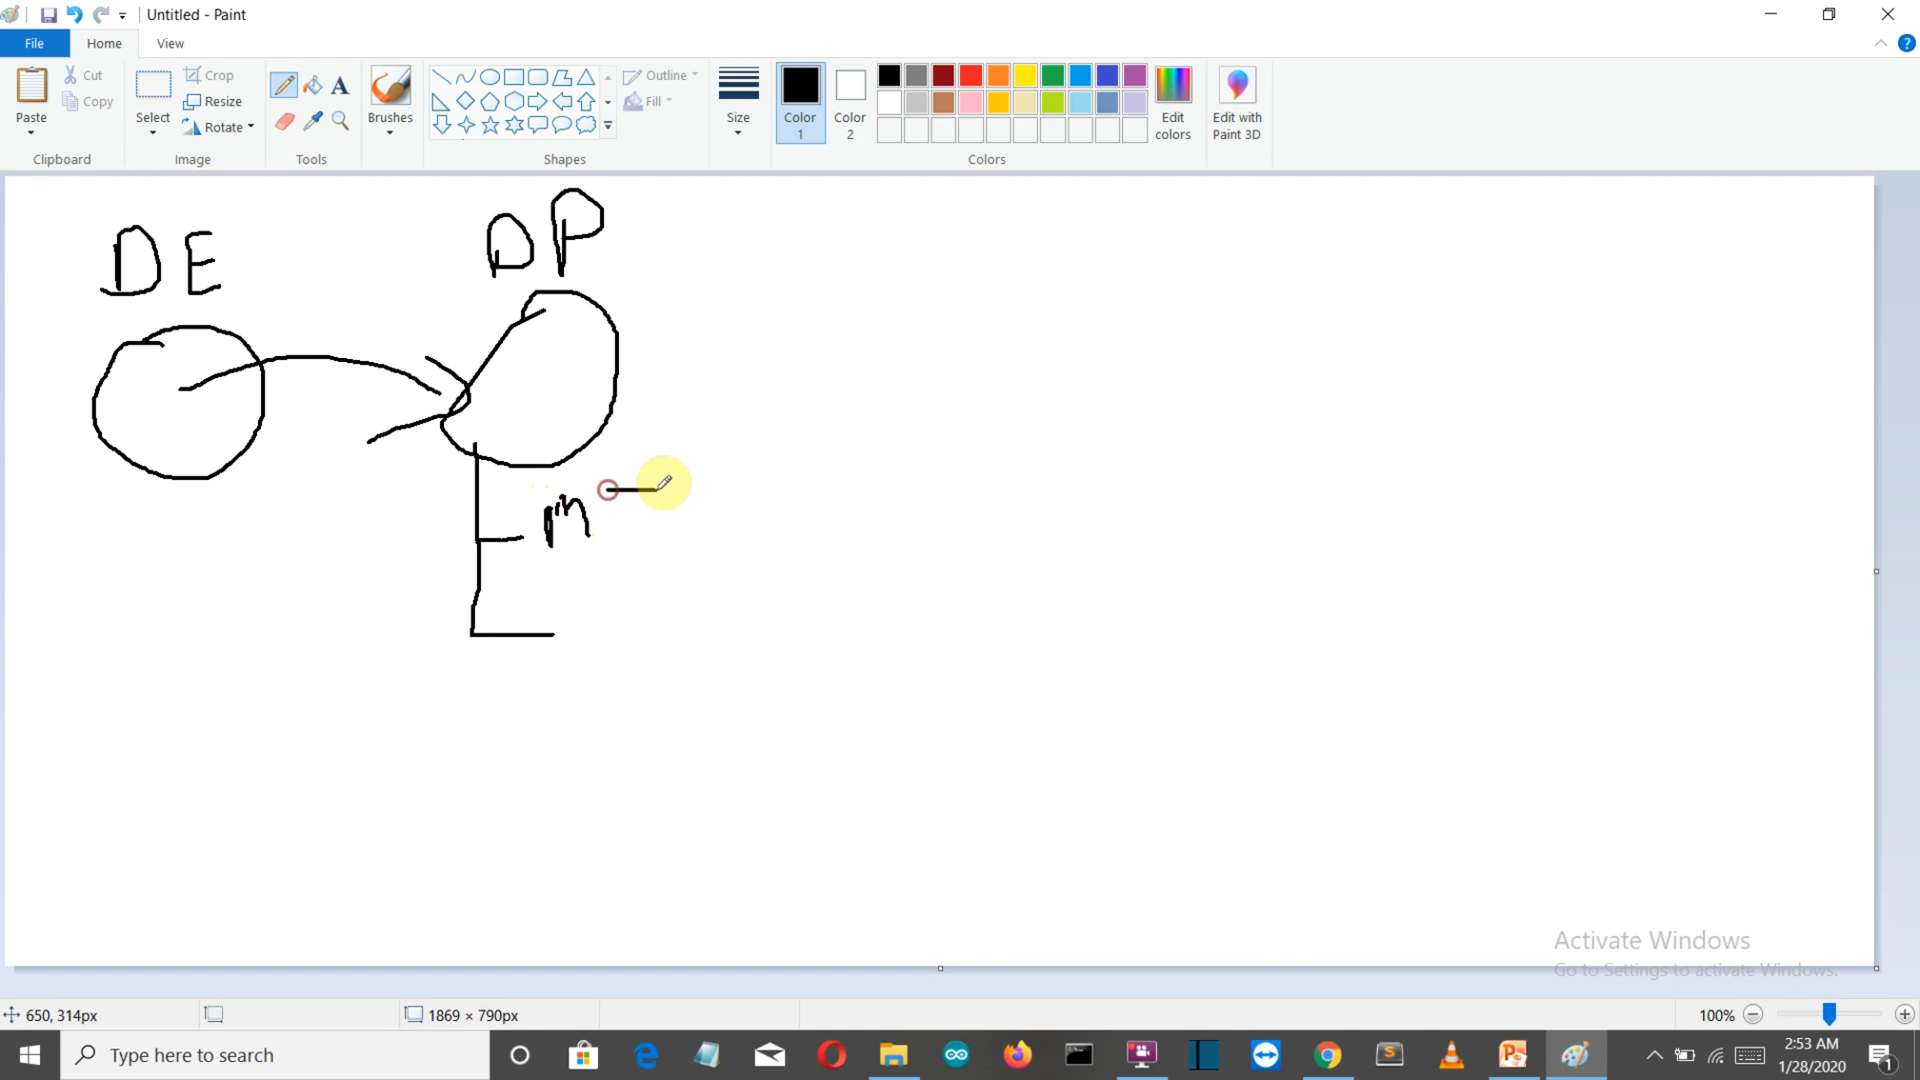 Untitled - Paint
File
Home
View
Paste
Cut
Copy
Clipboard
Select
Crop
Resize
Rotate
Image
Tools
Brushes
Outline
Fill
Shapes
Size
Color 1
Color 2
Edit colors
Colors
Edit with Paint 3D
DE
DP
m
Activate Windows
Go to Settings to activate Windows.
650, 314px
1869 × 790px
100%
Type here to search
2:53 AM
1/28/2020
1